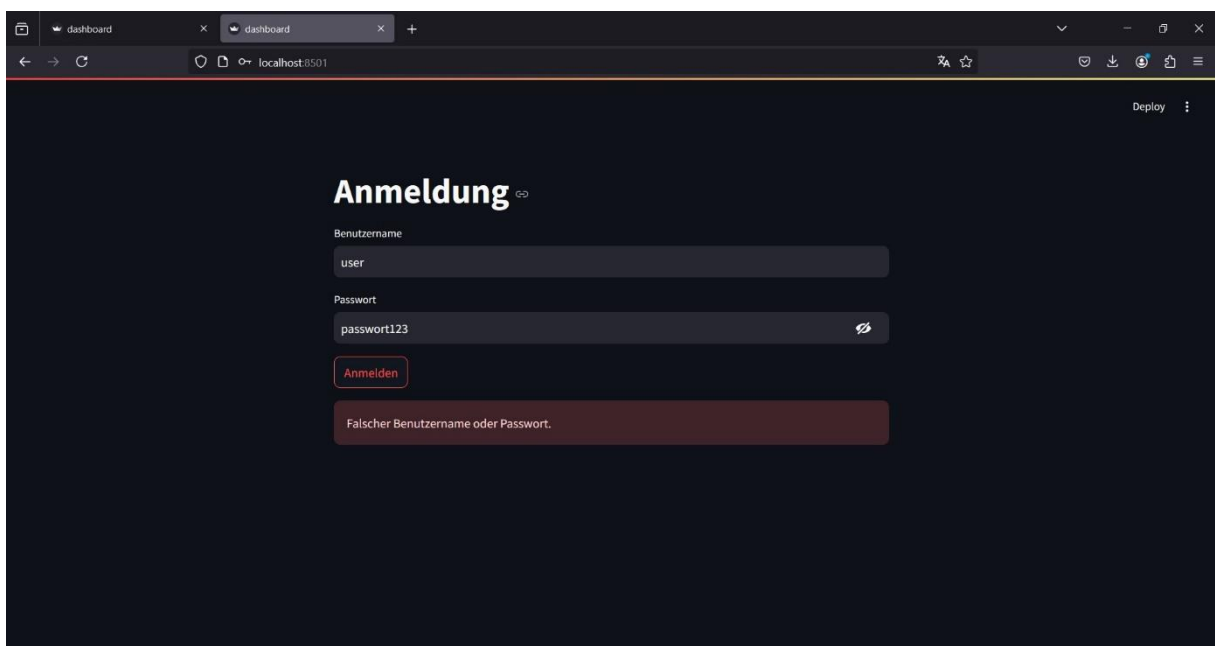 dashboard
dashboard
localhost:8501
Deploy
Anmeldung
Benutzername
user
Passwort
passwort123
Anmelden
Falscher Benutzername oder Passwort.